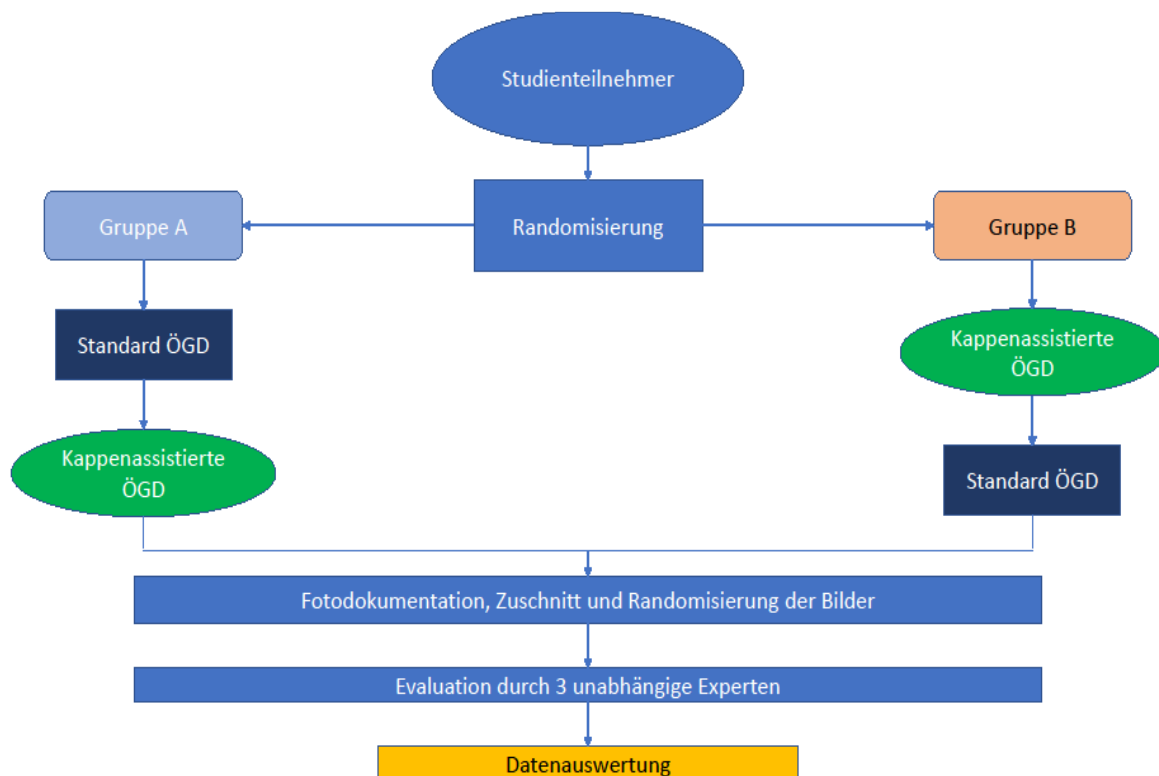 Studienteilnehmer
Gruppe A
Randomisierung
Gruppe B
Standard ÖGD
Kappenassistierte
ÖGD
Kappenassistierte
ÖGD
Standard ÖGD
Fotodokumentation, Zuschnitt und Randomisierung der Bilder
Evaluation durch 3 unabhängige Experten
Datenauswertung